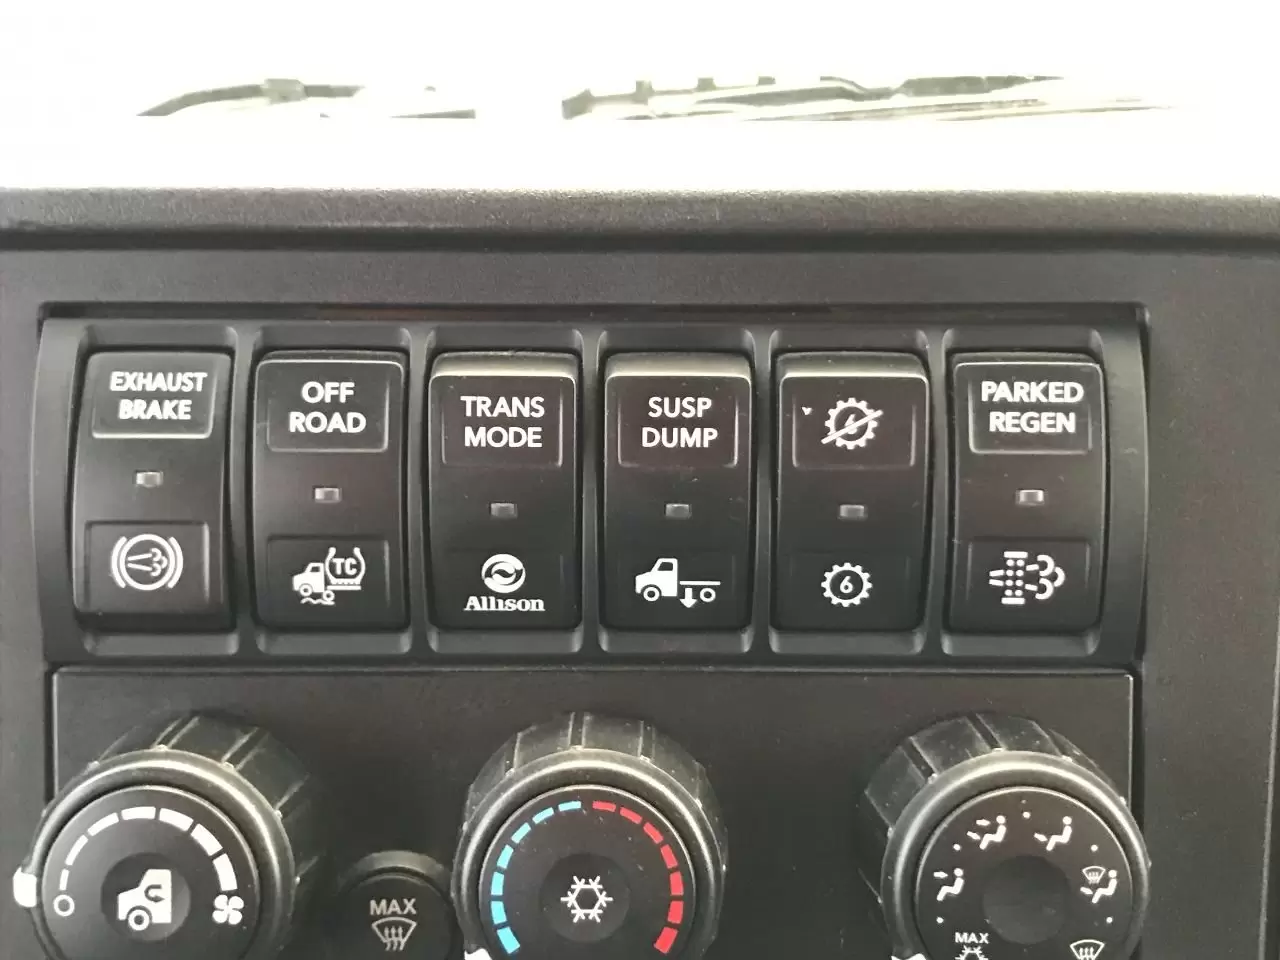 EXHAUST
BRAKE
OFF
ROAD
TRANS
MODE
SUSP
DUMP
PARKED
REGEN
TC
Allison
6
MAX
MAX